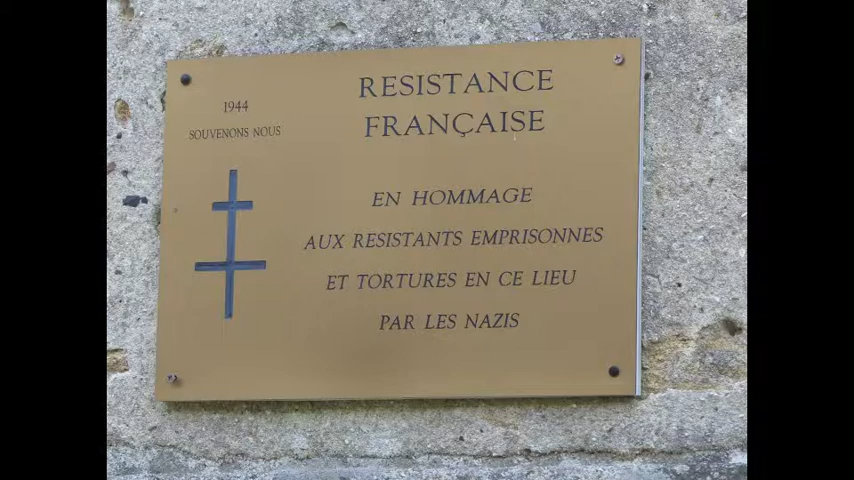 1944
SOUVENONS NOUS
RESISTANCE
FRANÇAISE
EN HOMMAGE
AUX RESISTANTS EMPRISONNES
ET TORTURES EN CE LIEU
PAR LES NAZIS